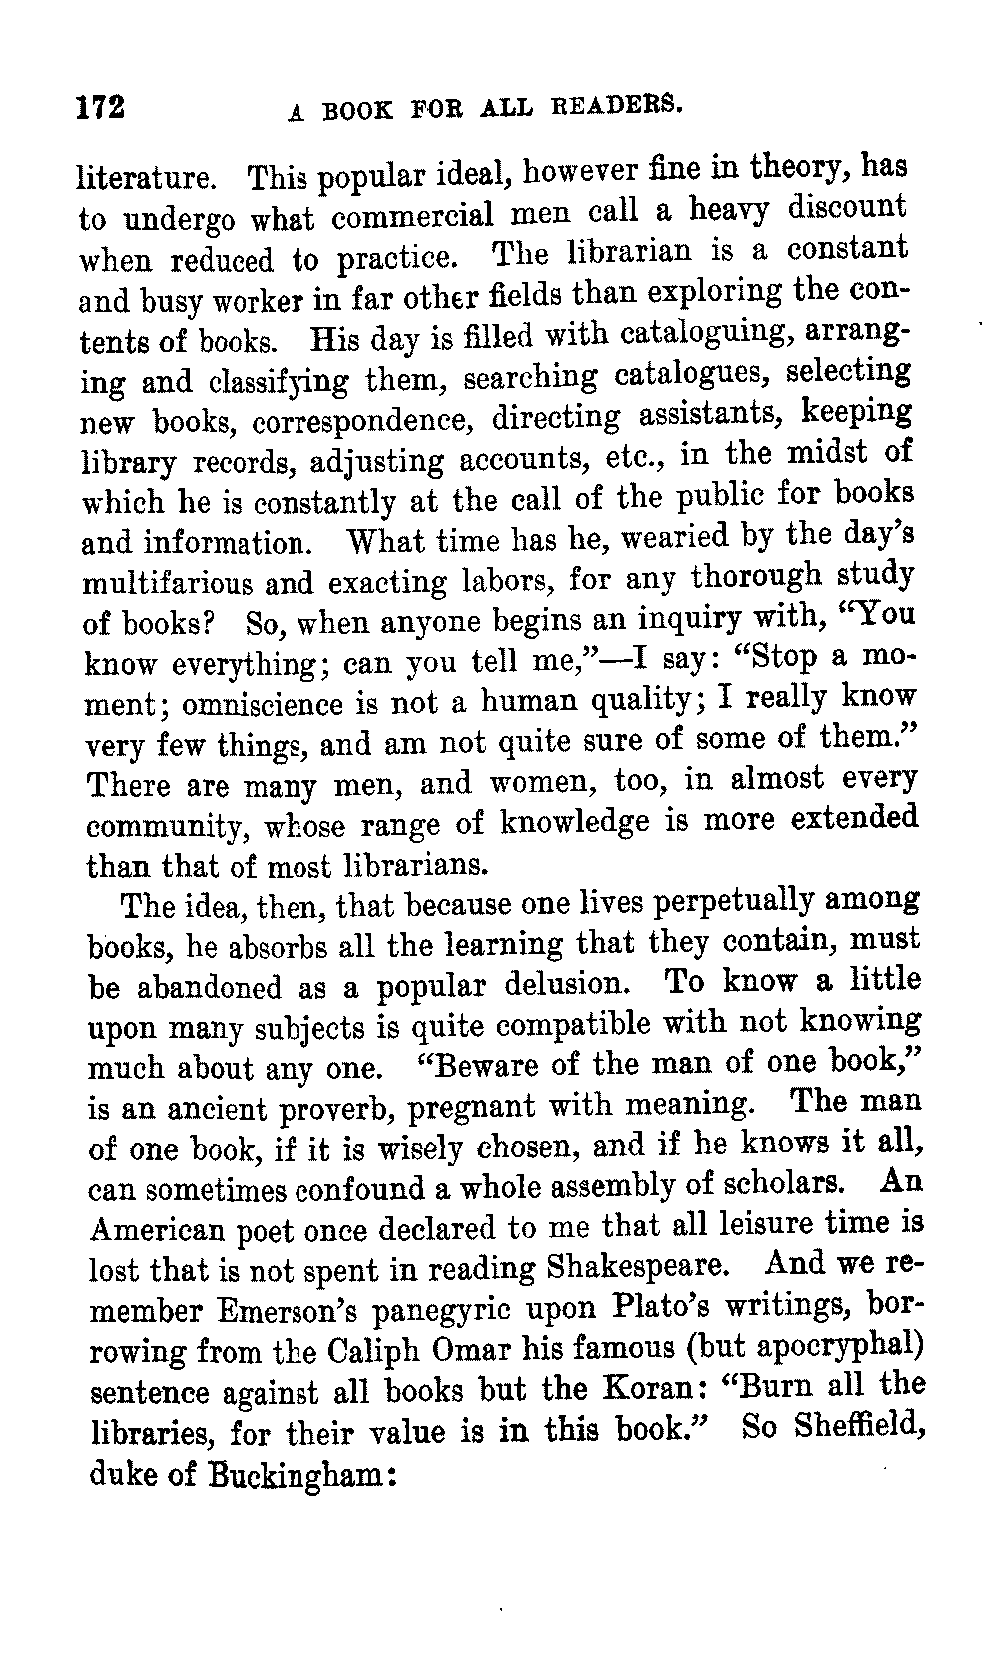 172 A BOOK FOR ALL READERS.
literature. This popular ideal, however fine in theory, has
to undergo what commercial men call a heavy discount
when reduced to practice. The librarian is a constant
and busy worker in far other fields than exploring the con-
tents of books. His day is filled with cataloguing, arrang-
ing and classifying them, searching catalogues, selecting
new books, correspondence, directing assistants, keeping
library records, adjusting accounts, etc., in the midst of
which he is constantly at the call of the public for books
and information. What time has he, wearied by the day's
multifarious and exacting labors, for any thorough study
of books? So, when anyone begins an inquiry with, “You
know everything; can you tell me,”—I say: “Stop a mo-
ment; omniscience is not a human quality; I really know
very few things, and am not quite sure of some of them.”
There are many men, and women, too, in almost every
community, whose range of knowledge is more extended
than that of most librarians.
The idea, then, that because one lives perpetually among
books, he absorbs all the learning that they contain, must
be abandoned as a popular delusion. To know a little
upon many subjects is quite compatible with not knowing
much about any one. “Beware of the man of one book,”
is an ancient proverb, pregnant with meaning. The man
of one book, if it is wisely chosen, and if he knows it all,
can sometimes confound a whole assembly of scholars. An
American poet once declared to me that all leisure time is
lost that is not spent in reading Shakespeare. And we re-
member Emerson's panegyric upon Plato's writings, bor-
rowing from the Caliph Omar his famous (but apocryphal)
sentence against all books but the Koran: “Burn all the
libraries, for their value is in this book.” So Sheffield,
duke of Buckingham: